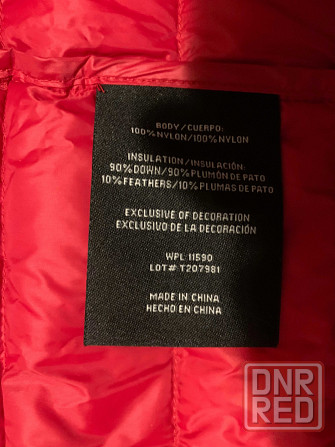 BODY/CUERPO:
100%NYLON/100%NYLON
INSULATION/INSULACIÓN:
90%DOWN/90%PLUMÓN DE PATO
10%FEATHERS/10%PLUMAS DE PATO
EXCLUSIVE OF DECORATION
EXCLUSIVO DE LA DECORACIÓN
WPL 11590
LOT# T207981
MADE IN CHINA
HECHO EN CHINA
DNR
RED